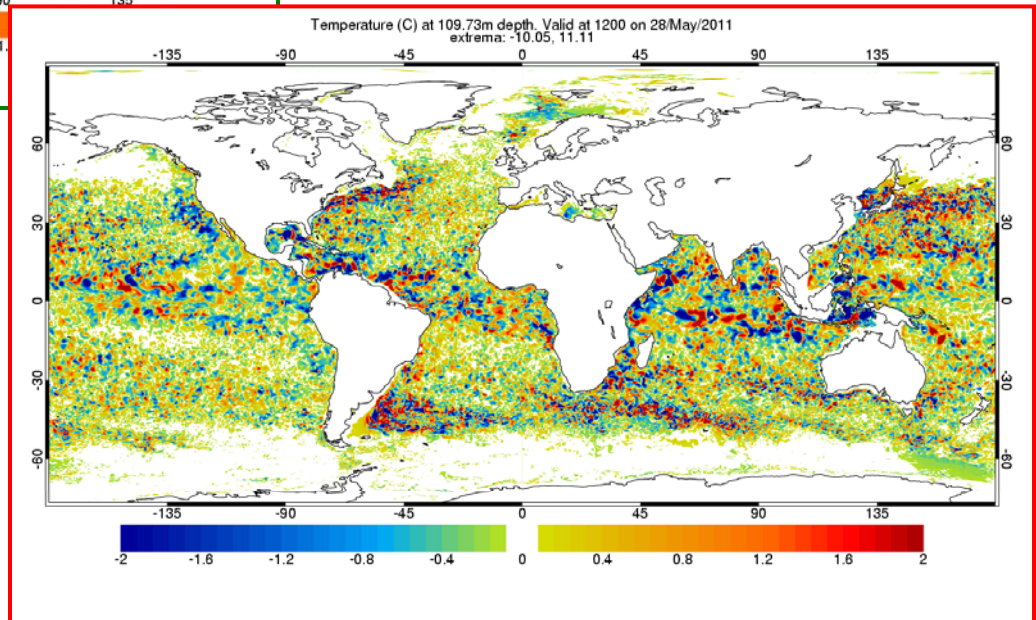 135
Temperature (C) at 109.73m depth. Valid at 1200 on 28/May/2011
extrema: -10.05, 11.11
-135 -90 -45 0 45 90 135
60 60
30 30
0 0
-30 -30
-60 -60
-135 -90 -45 0 45 90 135
-2 -1.6 -1.2 -0.8 -0.4 0 0.4 0.8 1.2 1.6 2